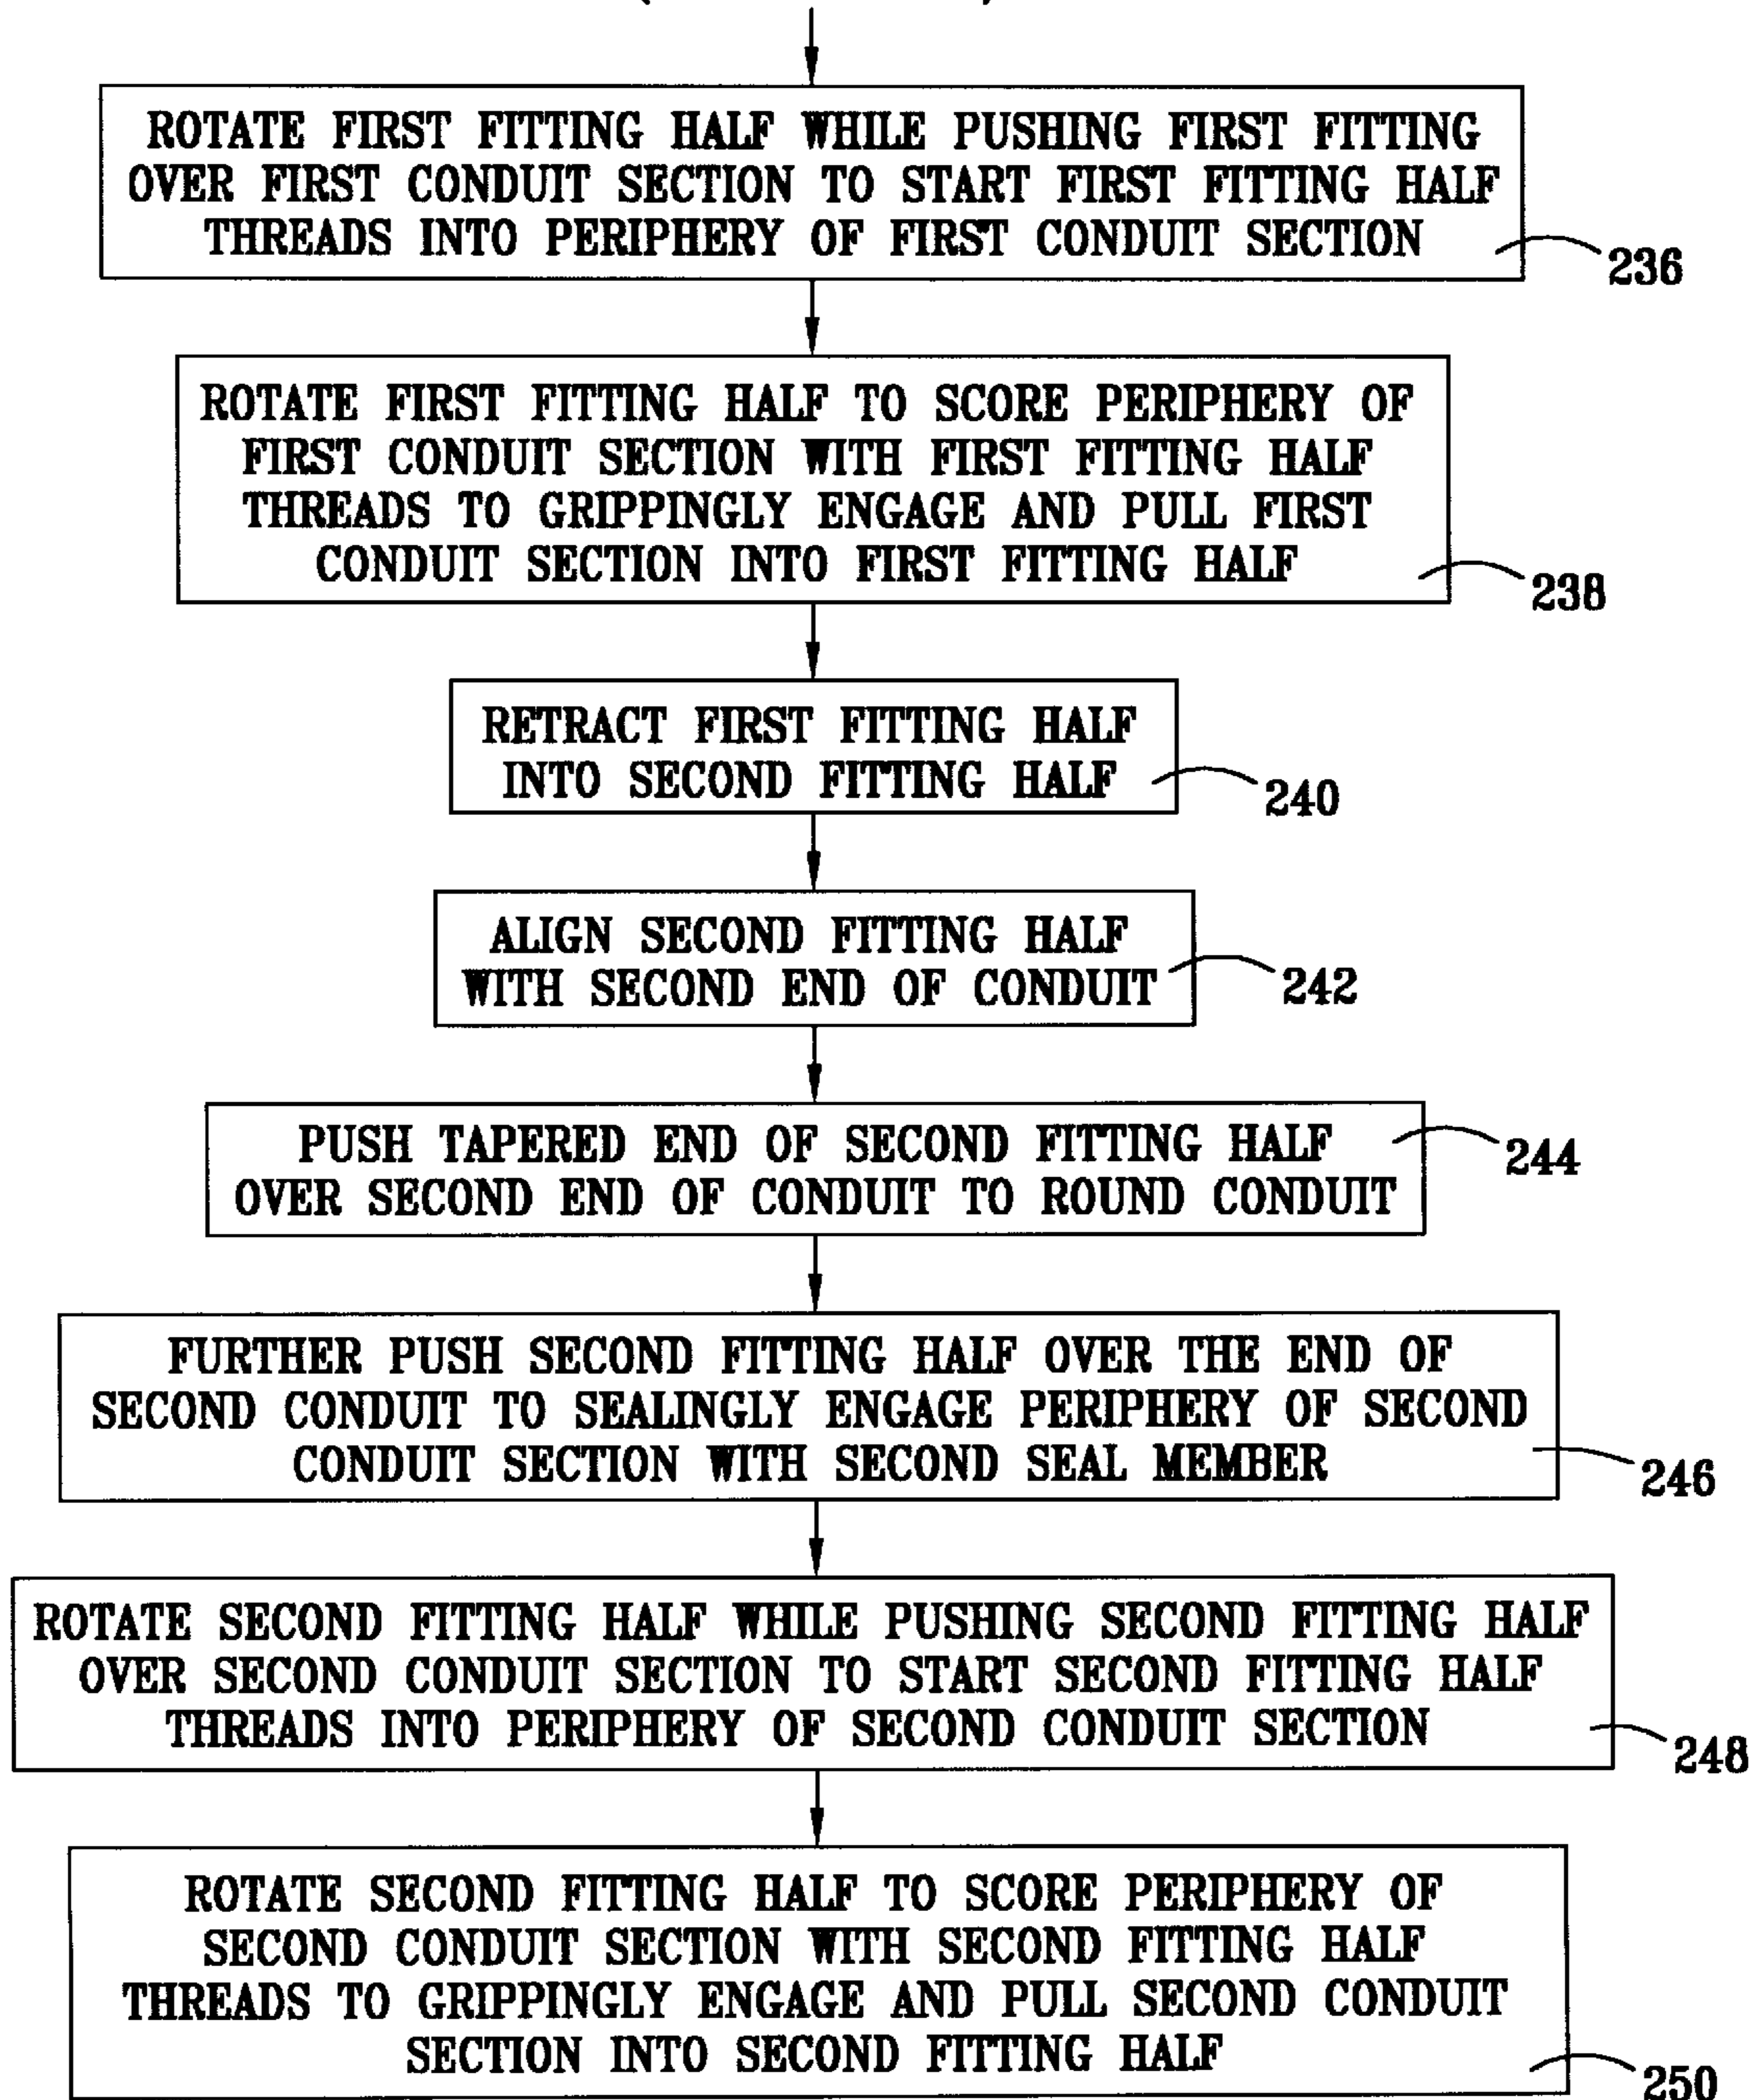 ROTATE FIRST FITTING HALF WHILE PUSHING FIRST FITTING
OVER FIRST CONDUIT SECTION TO START FIRST FITTING HALF
THREADS INTO PERIPHERY OF FIRST CONDUIT SECTION
236
ROTATE FIRST FITTING HALF TO SCORE PERIPHERY OF
FIRST CONDUIT SECTION WITH FIRST FITTING HALF
THREADS TO GRIPPINGLY ENGAGE AND PULL FIRST
CONDUIT SECTION INTO FIRST FITTING HALF
238
RETRACT FIRST FITTING HALF
INTO SECOND FITTING HALF
240
ALIGN SECOND FITTING HALF
WITH SECOND END OF CONDUIT
242
PUSH TAPERED END OF SECOND FITTING HALF
OVER SECOND END OF CONDUIT TO ROUND CONDUIT
244
FURTHER PUSH SECOND FITTING HALF OVER THE END OF
SECOND CONDUIT TO SEALINGLY ENGAGE PERIPHERY OF SECOND
CONDUIT SECTION WITH SECOND SEAL MEMBER
246
ROTATE SECOND FITTING HALF WHILE PUSHING SECOND FITTING HALF
OVER SECOND CONDUIT SECTION TO START SECOND FITTING HALF
THREADS INTO PERIPHERY OF SECOND CONDUIT SECTION
248
ROTATE SECOND FITTING HALF TO SCORE PERIPHERY OF
SECOND CONDUIT SECTION WITH SECOND FITTING HALF
THREADS TO GRIPPINGLY ENGAGE AND PULL SECOND CONDUIT
SECTION INTO SECOND FITTING HALF
250